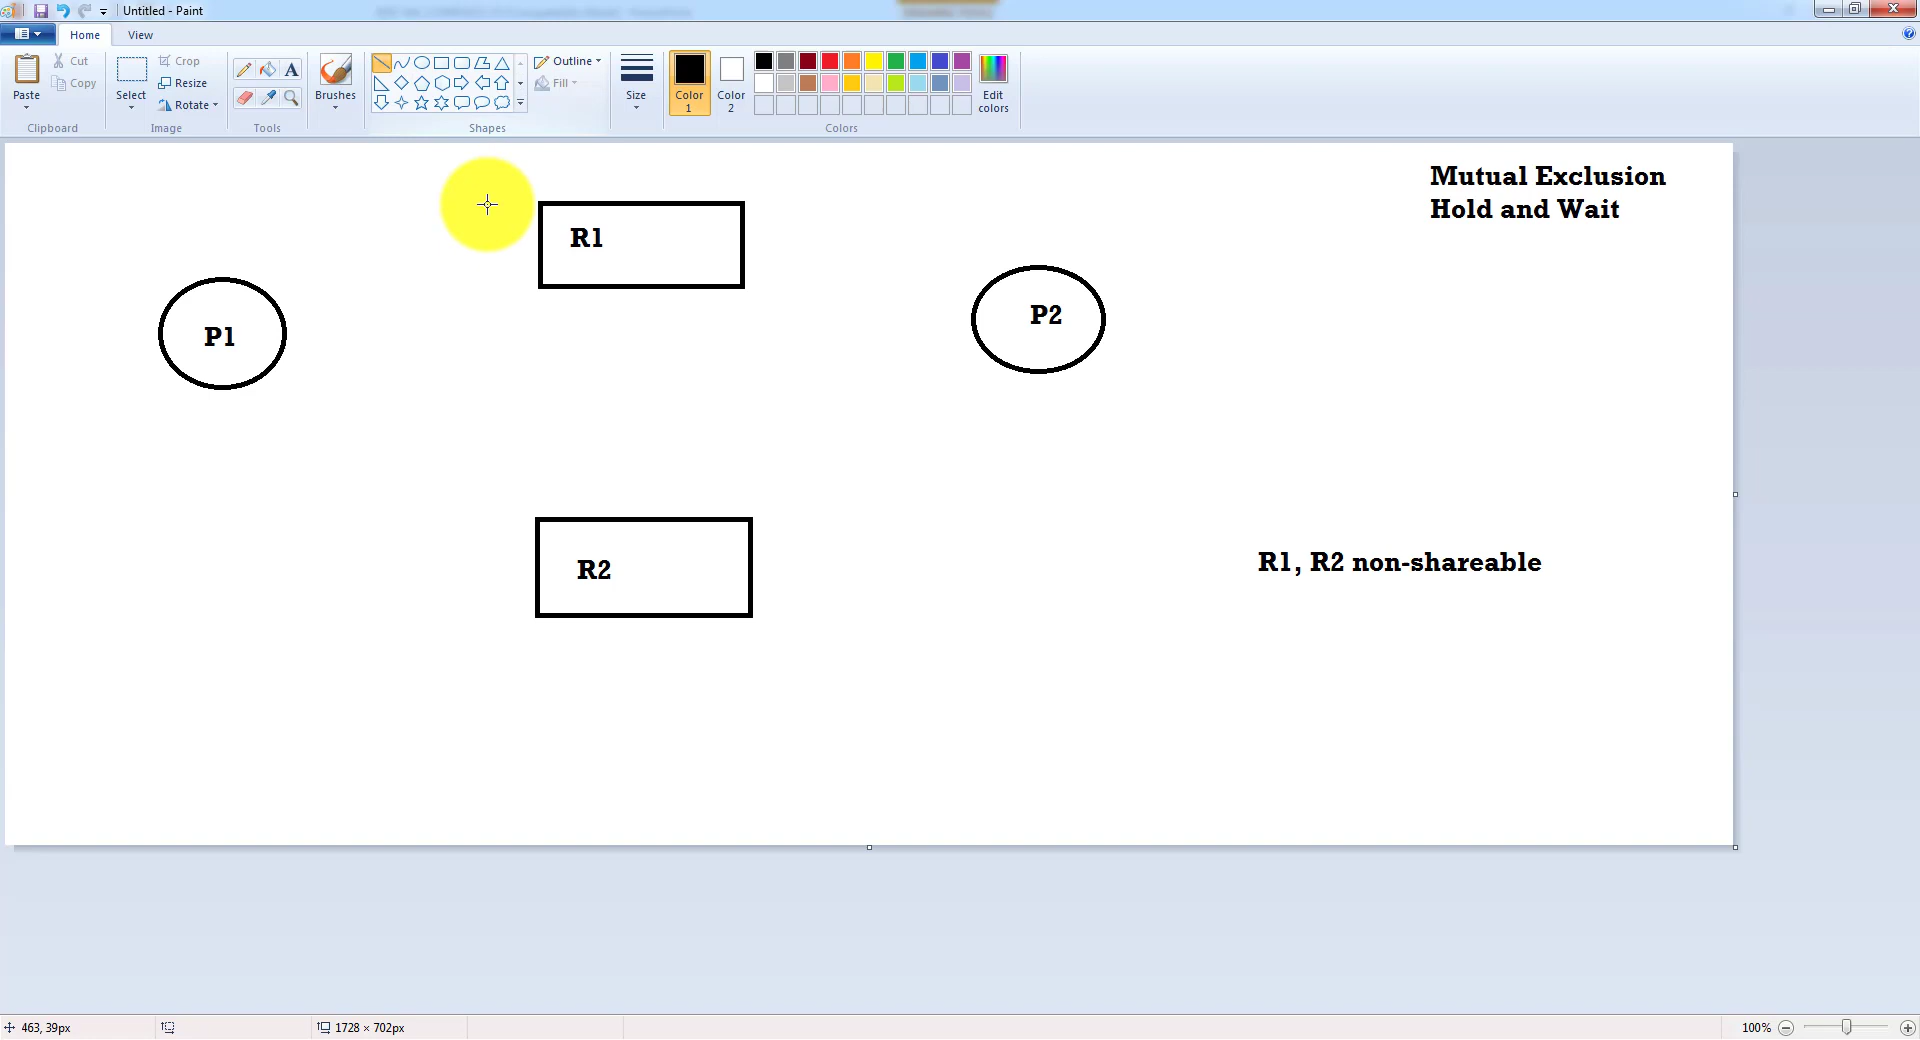 Untitled - Paint
Home
View
Paste
Cut
Copy
Clipboard
Select
Crop
Resize
Rotate
Image
A
Tools
Brushes
Shapes
Outline
Fill
Size
Color
1
Color
2
Edit
colors
Colors
Mutual Exclusion
Hold and Wait
R1
P1
P2
R2
R1, R2 non-shareable
463, 39px
1728 × 702px
100%